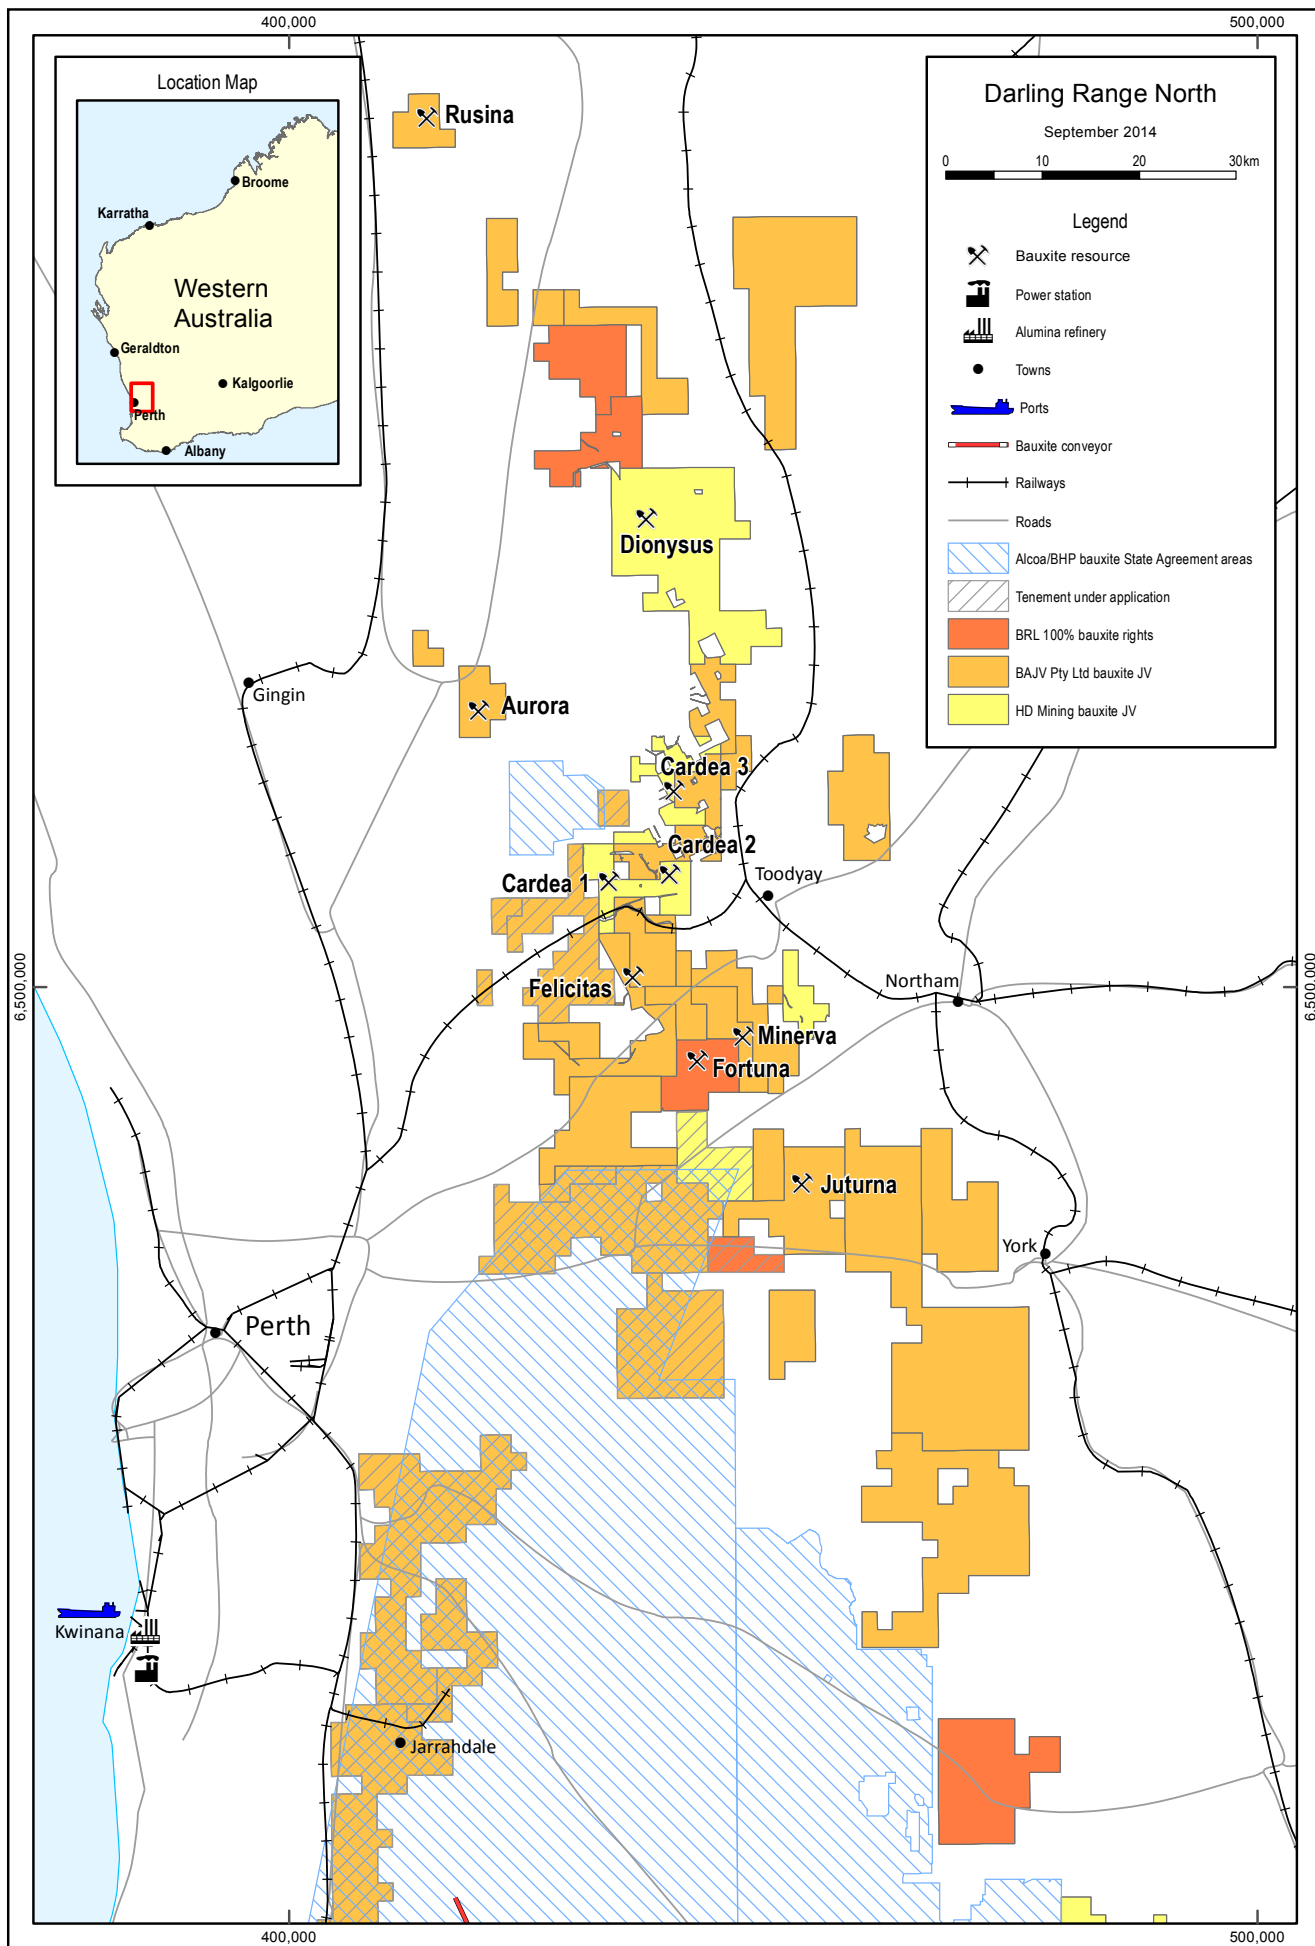 400,000
500,000
Location Map
Broome
Karratha
Western
Australia
Geraldton
Kalgoorlie
Perth
Albany
Darling Range North
September 2014
0
10
20
30km
Legend
Bauxite resource
Power station
Alumina refinery
Towns
Ports
Bauxite conveyor
Railways
Roads
Alcoa/BHP bauxite State Agreement areas
Tenement under application
BRL 100% bauxite rights
BAJV Pty Ltd bauxite JV
HD Mining bauxite JV
Rusina
Dionysus
Gingin
Aurora
Cardea 3
Cardea 2
Toodyay
Cardea 1
6,500,000
Felicitas
Northam
6,500,000
Minerva
Fortuna
Juturna
York
Perth
Kwinana
Jarrahdale
400,000
500,000